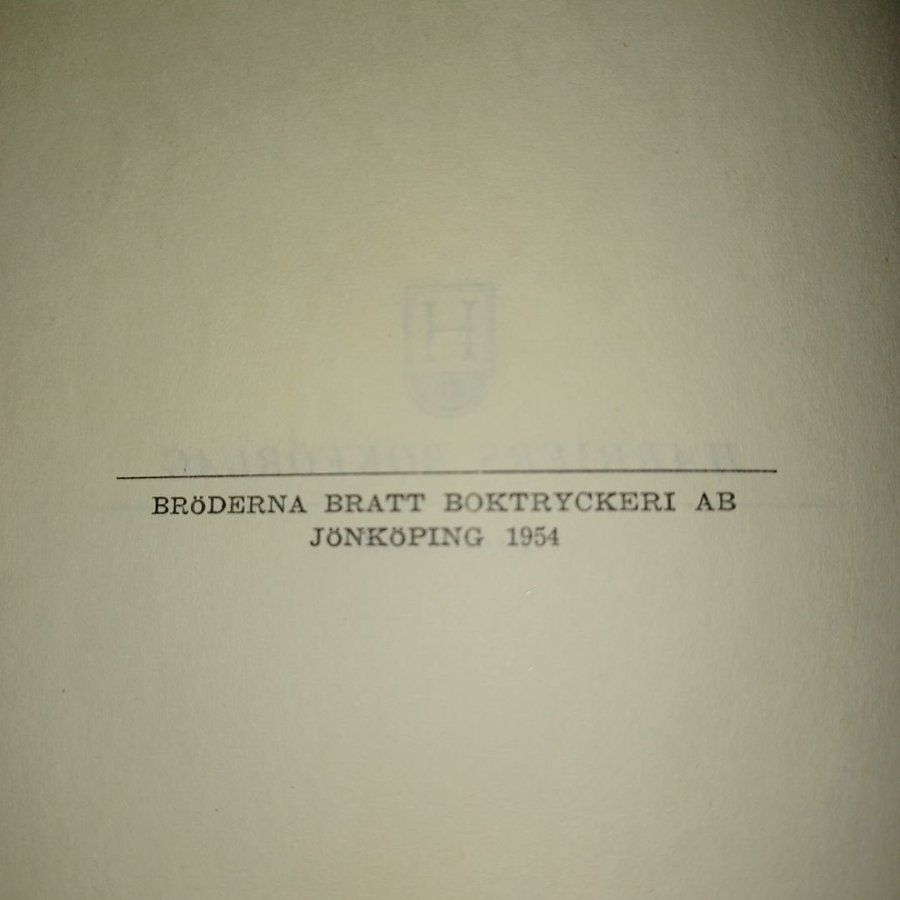 H
BRÖDERNA BRATT BOKTRYCKERI AB
JÖNKÖPING 1954